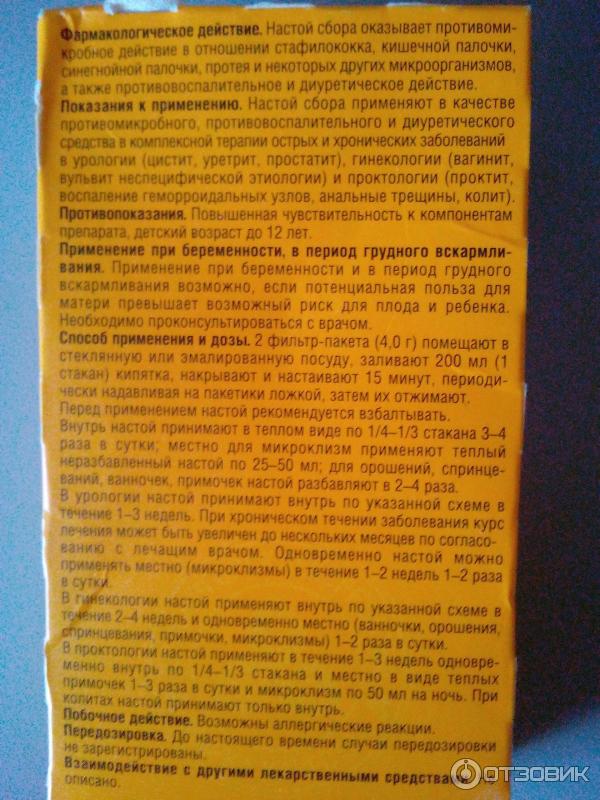 Фармакологическое действие. Настой сбора оказывает противоми-
кробное действие в отношении стафилококка, кишечной палочки,
синегнойной палочки, протея и некоторых других микроорганизмов,
а также противовоспалительное и диуретическое действие.
Показания к применению. Настой сбора применяют в качестве
противомикробного, противовоспалительного и диуретического
средства в комплексной терапии острых и хронических заболеваний
в урологии (цистит, уретрит, простатит), гинекологии (вагинит,
вульвит неспецифической этиологии) и проктологии (проктит,
воспаление геморроидальных узлов, анальные трещины, колит).
Противопоказания. Повышенная чувствительность к компонентам
препарата, детский возраст до 12 лет.
Применение при беременности, в период грудного вскармли-
вания. Применение при беременности и в период грудного
вскармливания возможно, если потенциальная польза для
матери превышает возможный риск для плода и ребенка.
Необходимо проконсультироваться с врачом.
Способ применения и дозы. 2 фильтр-пакета (4,0 г) помещают в
стеклянную или эмалированную посуду, заливают 200 мл (1
стакан) кипятка, накрывают и настаивают 15 минут, периоди-
чески надавливая на пакетики ложкой, затем их отжимают.
Перед применением настой рекомендуется взбалтывать.
Внутрь настой принимают в теплом виде по 1/4–1/3 стакана 3–4
раза в сутки; местно для микроклизм применяют теплый
неразбавленный настой по 25–50 мл; для орошений, спринце-
ваний, ванночек, примочек настой разбавляют в 2–4 раза.
В урологии настой принимают внутрь по указанной схеме в
течение 1–3 недель. При хроническом течении заболевания курс
лечения может быть увеличен до нескольких месяцев по согласо-
ванию с лечащим врачом. Одновременно настой можно
применять местно (микроклизмы) в течение 1–2 недель 1–2 раза
в сутки.
В гинекологии настой применяют внутрь по указанной схеме в
течение 2–4 недель и одновременно местно (ванночки, орошения,
спринцевания, примочки, микроклизмы) 1–2 раза в сутки.
В проктологии настой применяют в течение 1–3 недель одновре-
менно внутрь по 1/4–1/3 стакана и местно в виде теплых
примочек 1–3 раза в сутки и микроклизм по 50 мл на ночь. При
колитах настой принимают только внутрь.
Побочное действие. Возможны аллергические реакции.
Передозировка. До настоящего времени случаи передозировки
не зарегистрированы.
Взаимодействие с другими лекарственными средствами
описано.
ОТЗОВИК